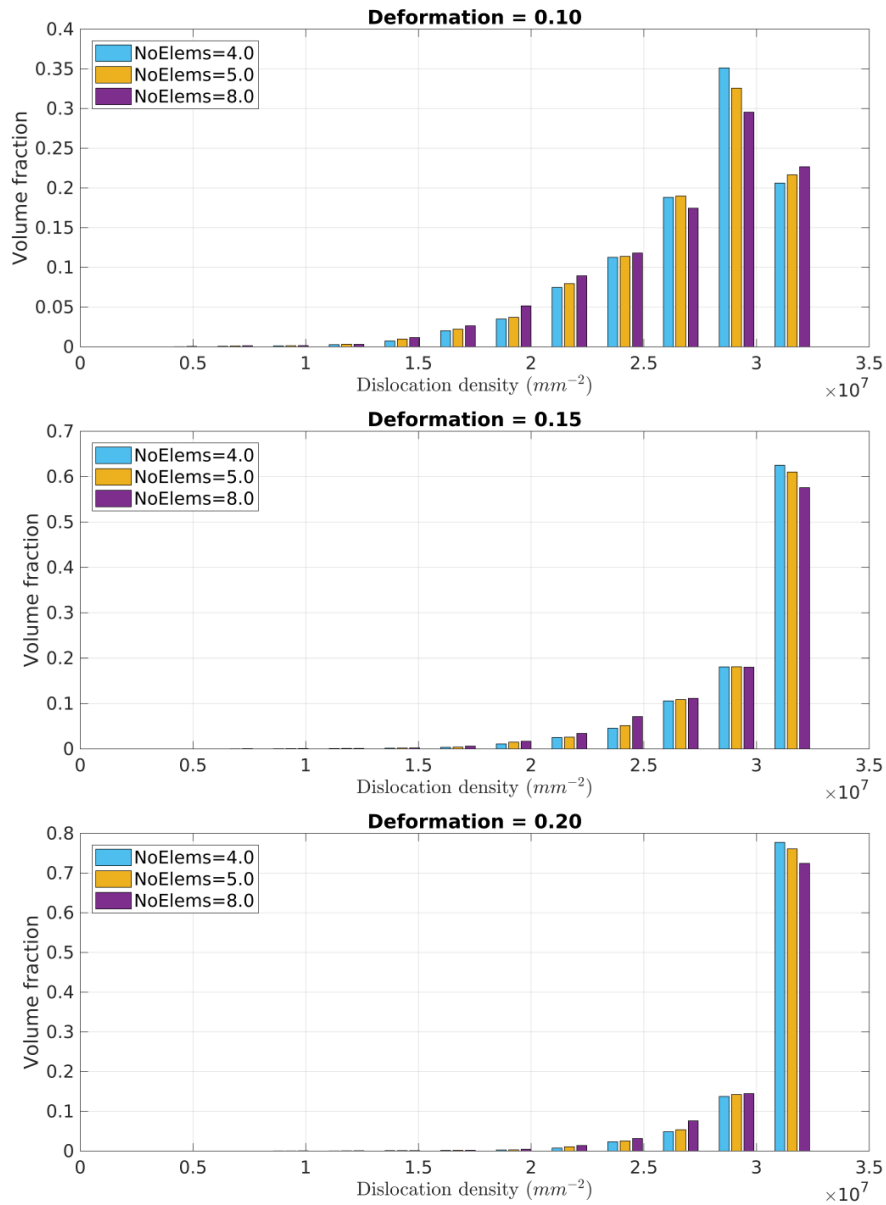 Deformation = 0.10
0.4
0.35
0.3
0.25
0.2
0.15
0.1
0.05
0
Volume fraction
NoElems=4.0
NoElems=5.0
NoElems=8.0
0 0.5 1 1.5 2 2.5 3 3.5
Dislocation density (mm⁻²)
×10⁷
Deformation = 0.15
0.7
0.6
0.5
0.4
0.3
0.2
0.1
0
Volume fraction
NoElems=4.0
NoElems=5.0
NoElems=8.0
0 0.5 1 1.5 2 2.5 3 3.5
Dislocation density (mm⁻²)
×10⁷
Deformation = 0.20
0.8
0.7
0.6
0.5
0.4
0.3
0.2
0.1
0
Volume fraction
NoElems=4.0
NoElems=5.0
NoElems=8.0
0 0.5 1 1.5 2 2.5 3 3.5
Dislocation density (mm⁻²)
×10⁷